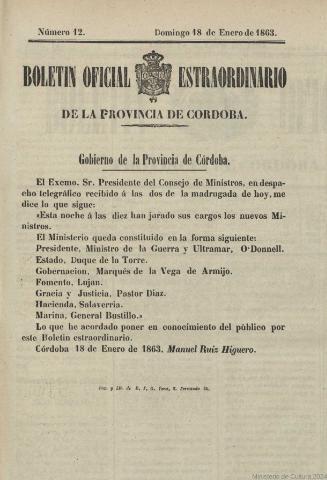 Número 12. Domingo 18 de Enero de 1863.
BOLETIN OFICIAL ESTRAORDINARIO
DE LA PROVINCIA DE CORDOBA.
Gobierno de la Provincia de Córdoba.
El Excmo. Sr. Presidente del Consejo de Ministros, en despa-
cho telegráfico recibido á las dos de la madrugada de hoy, me
dice lo que sigue:
«Esta noche á las diez han jurado sus cargos los nuevos Mi-
nistros.
El Ministerio queda constituido en la forma siguiente:
Presidente, Ministro de la Guerra y Ultramar, O'Donnell.
Estado, Duque de la Torre.
Gobernacion, Marqués de la Vega de Armijo.
Fomento, Lujan.
Gracia y Justicia, Pastor Diaz.
Hacienda, Salaverria.
Marina, General Bustillo.»
Lo que he acordado poner en conocimiento del público por
este Boletin estraordinario.
Córdoba 18 de Enero de 1863. Manuel Ruiz Higuero.
Imp. y lit. de R. J. G. Tena, S. Fernando
Ministerio de Cultura 2024